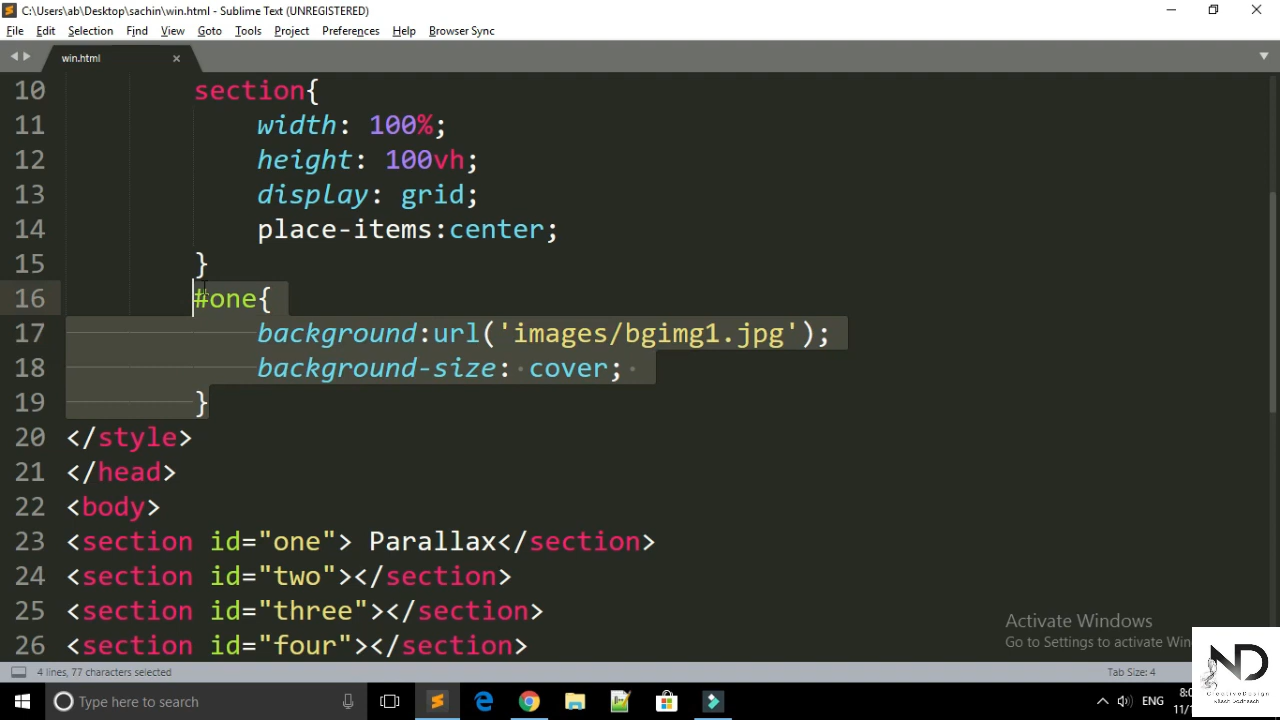 C:\Users\ab\Desktop\sachin\win.html - Sublime Text (UNREGISTERED)
File Edit Selection Find View Goto Tools Project Preferences Help Browser Sync
win.html
10 section{
11 width: 100%;
12 height: 100vh;
13 display: grid;
14 place-items:center;
15 }
16 #one{
17 background:url('images/bgimg1.jpg');
18 background-size: cover;
19 }
20 </style>
21 </head>
22 <body>
23 <section id="one"> Parallax</section>
24 <section id="two"></section>
25 <section id="three"></section>
26 <section id="four"></section>
Activate Windows
Go to Settings to activate Win
ND
CreativeDesign
4 lines, 77 characters selected
Tab Size: 4
Type here to search
ENG
8:0
11/